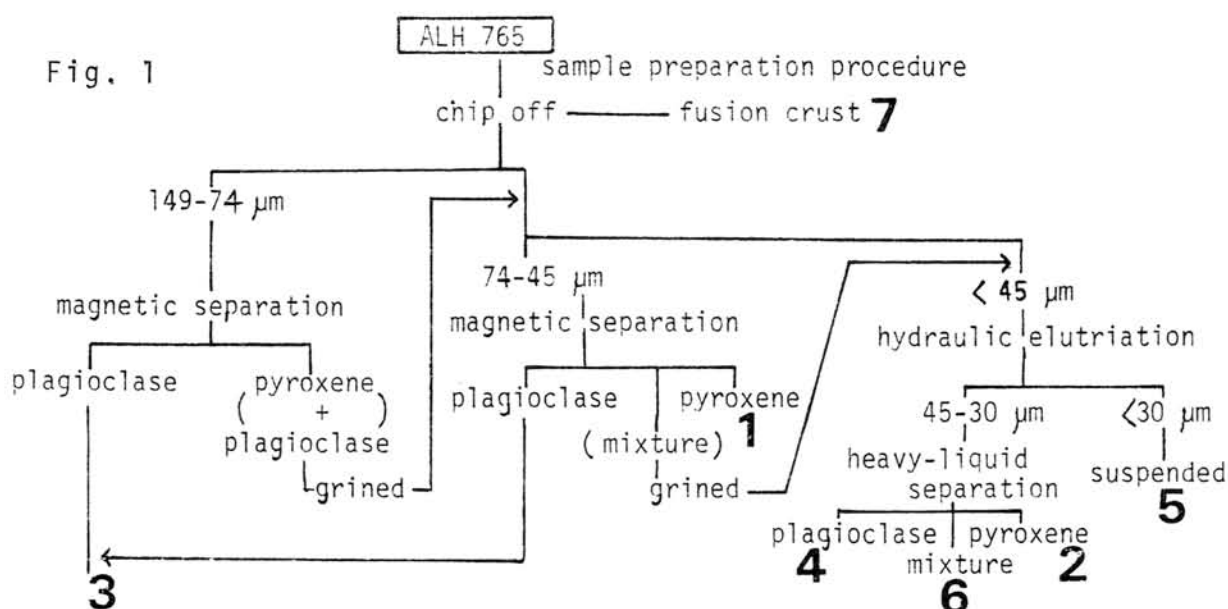 ALH 765
Fig. 1
sample preparation procedure
chip off
fusion crust 7
149-74 µm
74-45 µm
< 45 µm
magnetic separation
magnetic separation
hydraulic elutriation
plagioclase
pyroxene
( + )
plagioclase
grined
plagioclase
pyroxene
1
(mixture)
grined
45-30 µm
<30 µm
heavy-liquid
separation
suspended
5
plagioclase
pyroxene
4
mixture
2
6
3